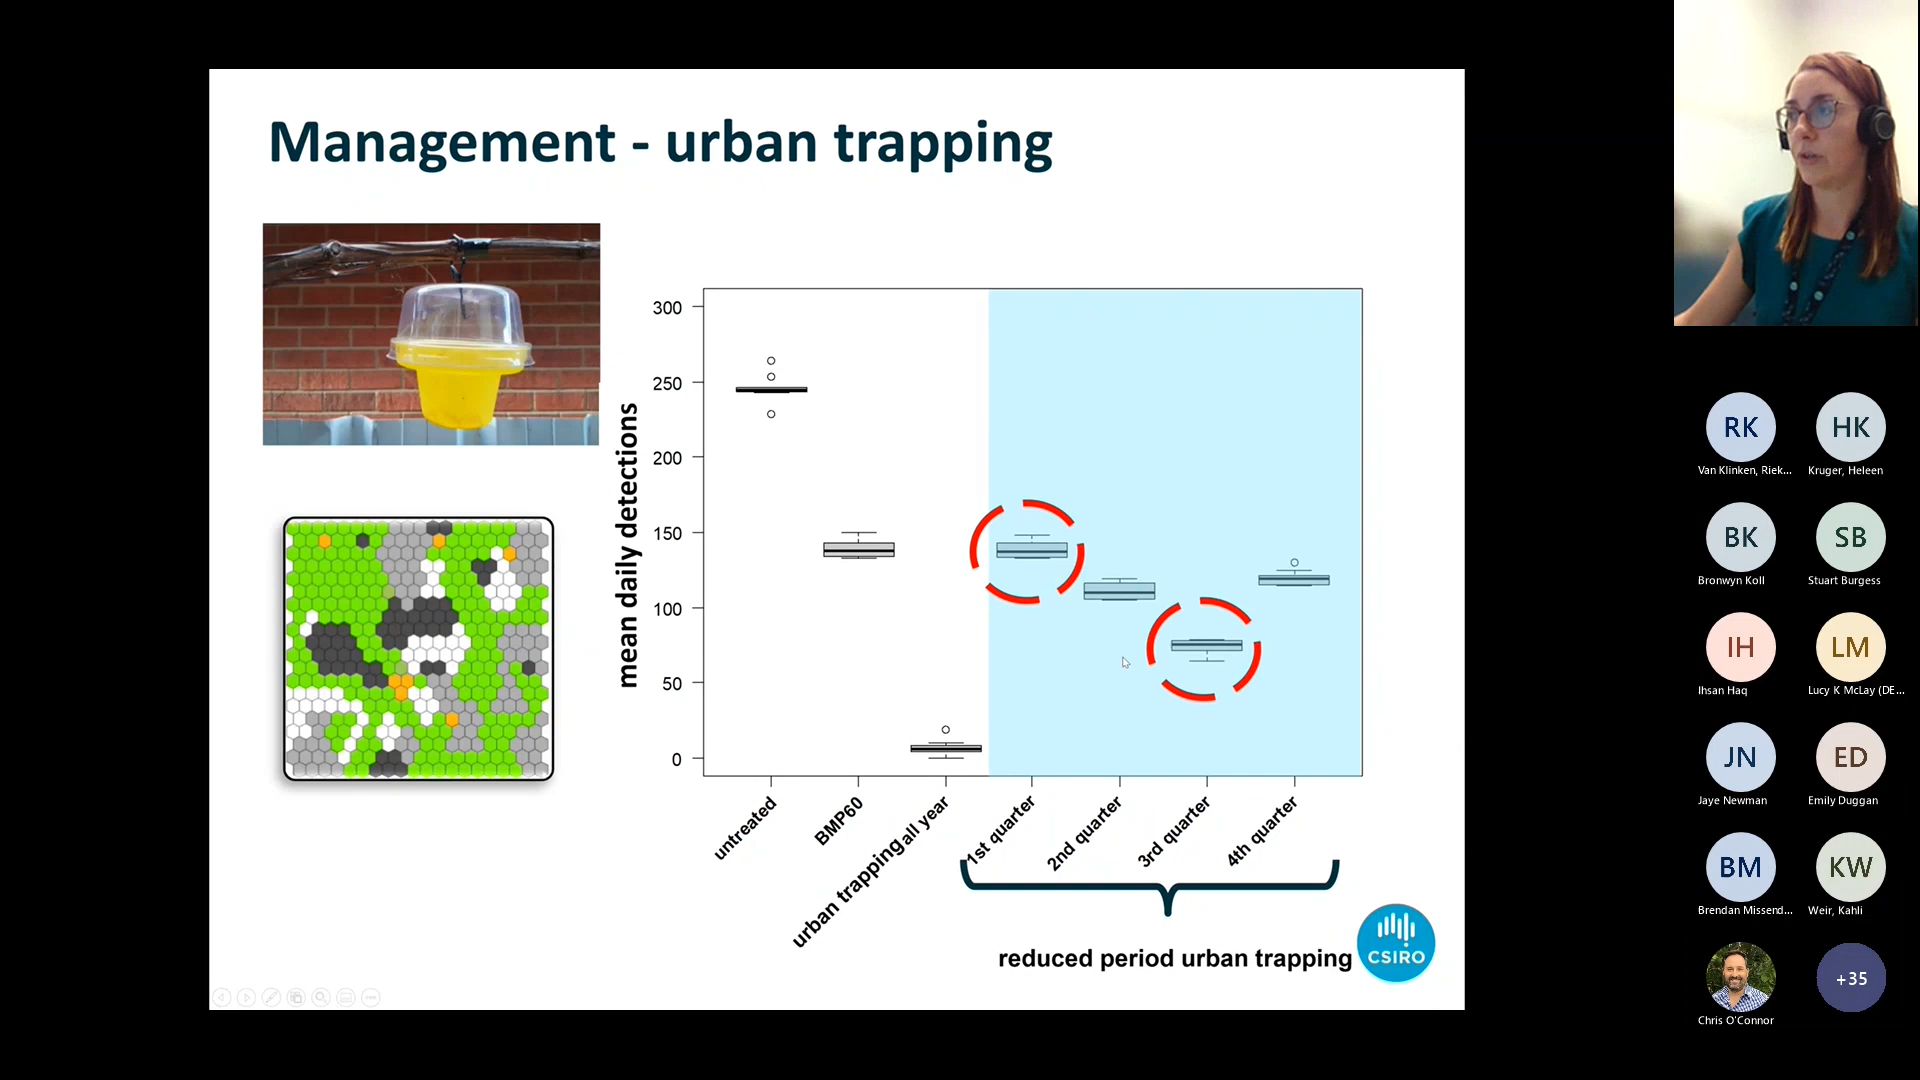 Management - urban trapping
mean daily detections
300
250
200
150
100
50
0
untreated
BMP60
urban trapping all year
1st quarter
2nd quarter
3rd quarter
4th quarter
reduced period urban trapping
CSIRO
RK
Van Klinken, Riek...
HK
Kruger, Heleen
BK
Bronwyn Koll
SB
Stuart Burgess
IH
Ihsan Haq
LM
Lucy K McLay (DE...
JN
Jaye Newman
ED
Emily Duggan
BM
Brendan Missend...
KW
Weir, Kahli
Chris O'Connor
+35